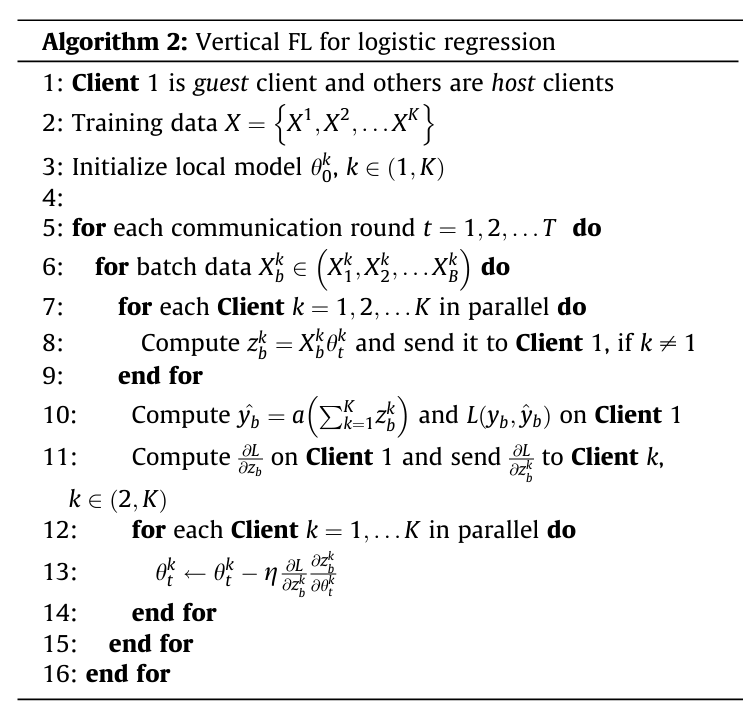 Algorithm 2: Vertical FL for logistic regression
1: Client 1 is guest client and others are host clients
2: Training data $X = \left\{X^1, X^2, \ldots X^K\right\}$
3: Initialize local model $\theta_0^k$, $k \in (1, K)$
4:
5: for each communication round $t = 1, 2, \ldots T$ do
6: for batch data $X_b^k \in \left(X_1^k, X_2^k, \ldots X_B^k\right)$ do
7: for each Client $k = 1, 2, \ldots K$ in parallel do
8: Compute $z_b^k = X_b^k \theta_t^k$ and send it to Client 1, if $k \neq 1$
9: end for
10: Compute $\hat{y_b} = a\left(\sum_{k=1}^K z_b^k\right)$ and $L(y_b, \hat{y}_b)$ on Client 1
11: Compute $\frac{\partial L}{\partial z_b}$ on Client 1 and send $\frac{\partial L}{\partial z_b^k}$ to Client $k$,
$k \in (2, K)$
12: for each Client $k = 1, \ldots K$ in parallel do
13: $\theta_t^k \leftarrow \theta_t^k - \eta \frac{\partial L}{\partial z_b^k} \frac{\partial z_b^k}{\partial \theta_t^k}$
14: end for
15: end for
16: end for